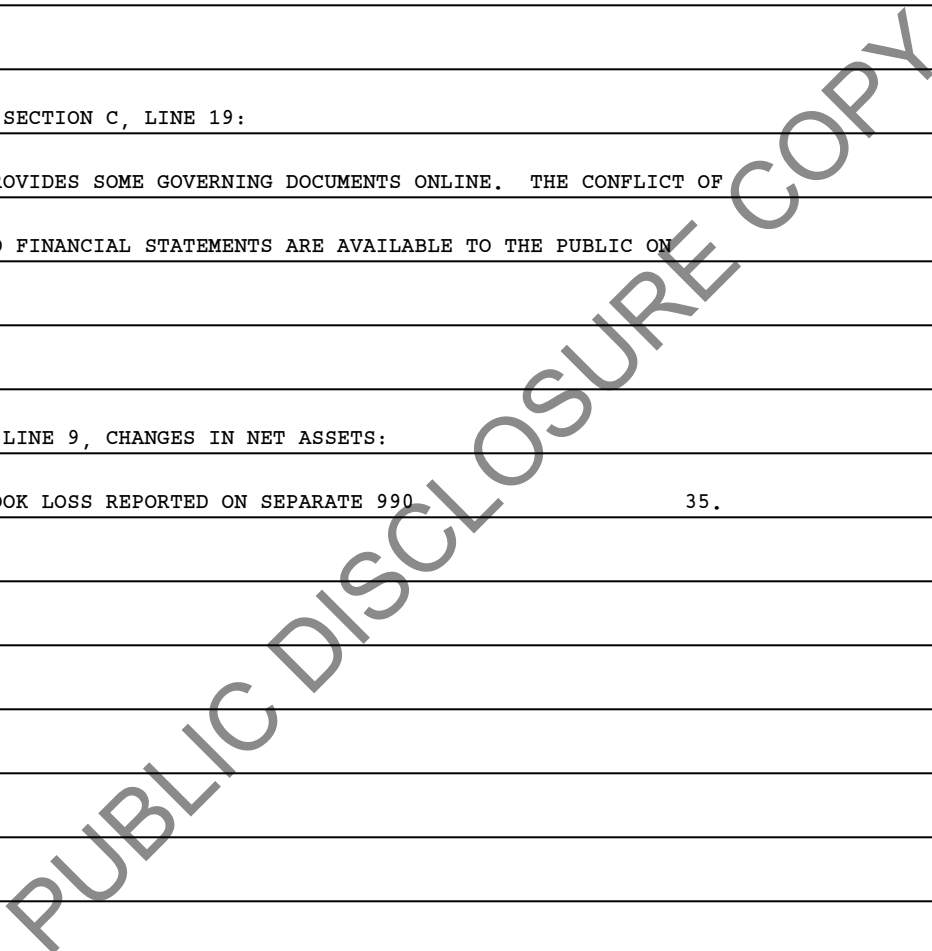 SECTION C, LINE 19:
OVIDES SOME GOVERNING DOCUMENTS ONLINE.  THE CONFLICT OF
FINANCIAL STATEMENTS ARE AVAILABLE TO THE PUBLIC ON
LINE 9, CHANGES IN NET ASSETS:
OOK LOSS REPORTED ON SEPARATE 990 35.
PUBLIC DISCLOSURE COPY